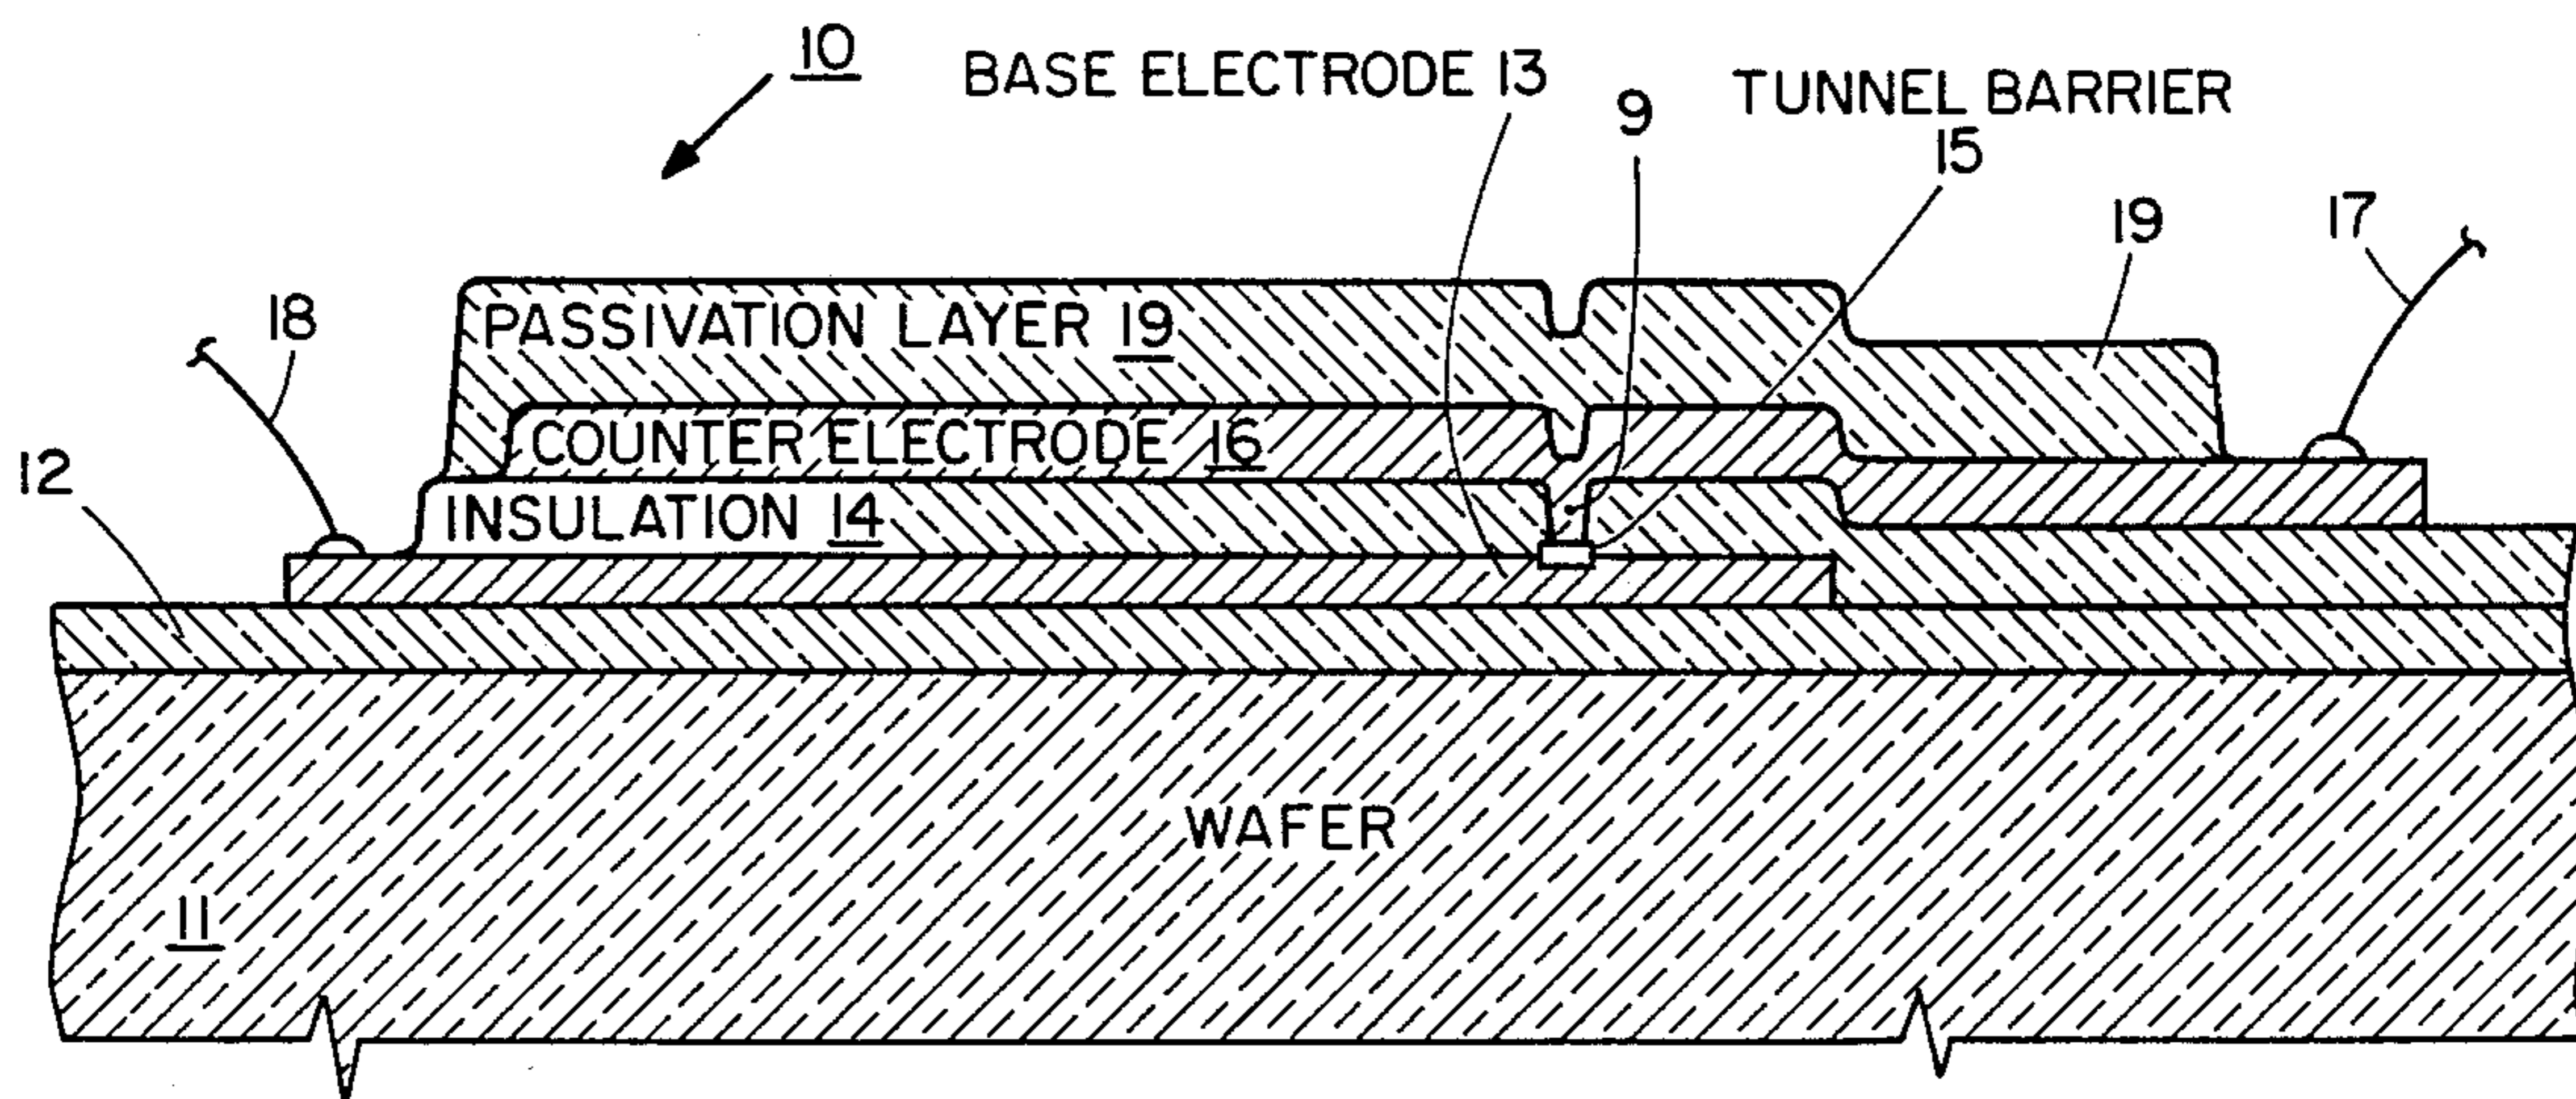 10
BASE ELECTRODE 13
9
TUNNEL BARRIER
15
19
17
18
PASSIVATION LAYER 19
COUNTER ELECTRODE 16
12
INSULATION 14
WAFER
11